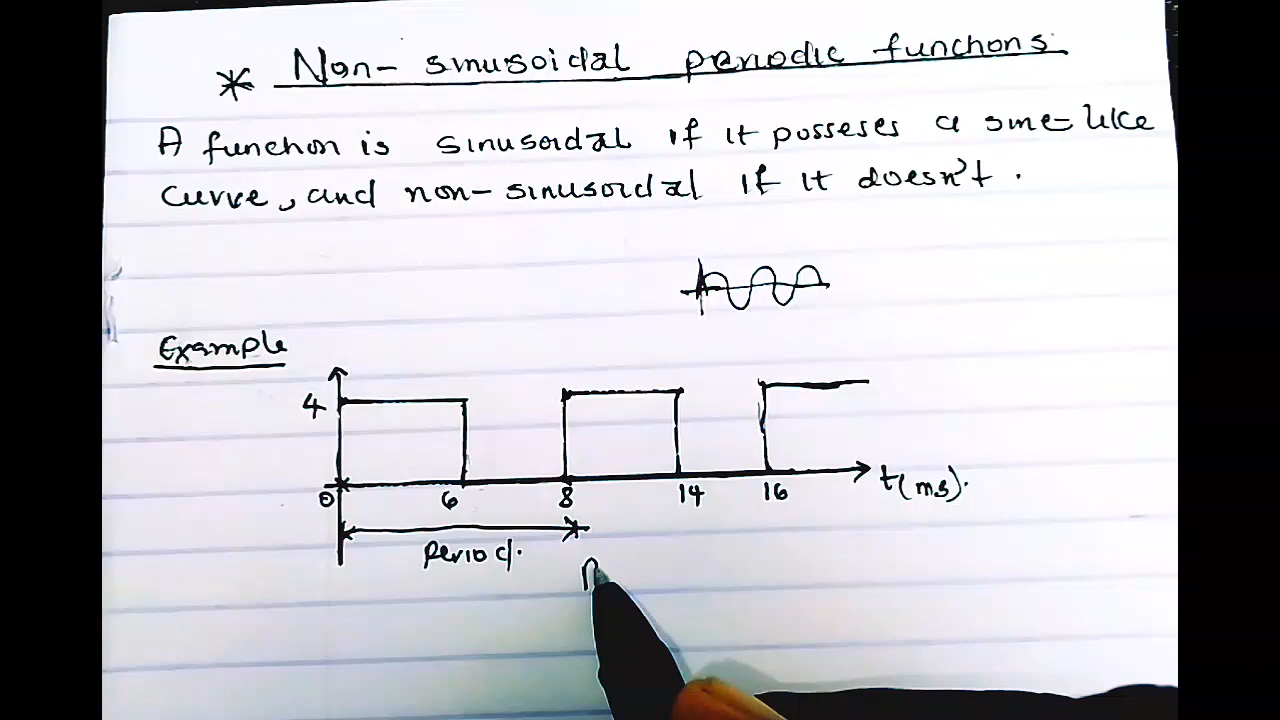 * Non-sinusoidal periodic functions.
A function is sinusoidal if it posseses a sine-like
curve, and non-sinusoidal if it doesn't.
Example
4
0 6 8 14 16 t(ms).
period.